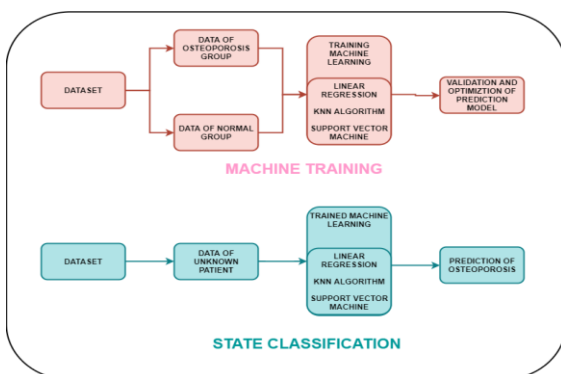 DATASET
DATA OF
OSTEOPOROSIS
GROUP
DATA OF NORMAL
GROUP
TRAINING
MACHINE
LEARNING
LINEAR
REGRESSION
KNN ALGORITHM
SUPPORT VECTOR
MACHINE
VALIDATION AND
OPTIMIZTION OF
PREDICTION
MODEL
MACHINE TRAINING
DATASET
DATA OF
UNKNOWN
PATIENT
TRAINED MACHINE
LEARNING
LINEAR
REGRESSION
KNN ALGORITHM
SUPPORT VECTOR
MACHINE
PREDICTION OF
OSTEOPOROSIS
STATE CLASSIFICATION